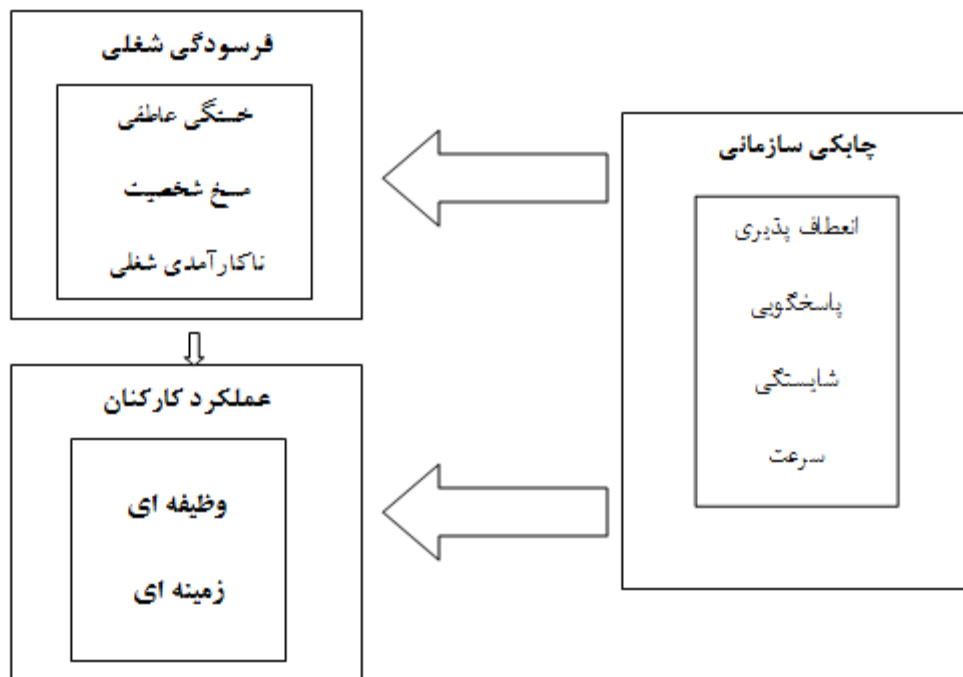 فرسودگی شغلی
خستگی عاطفی
مسخ شخصیت
ناکارآمدی شغلی
چابکی سازمانی
انعطاف پذیری
پاسخگویی
شایستگی
سرعت
عملکرد کارکنان
وظیفه ای
زمینه ای